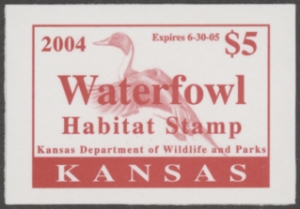 2004 Expires 6-30-05 $5
Waterfowl
Habitat Stamp
Kansas Department of Wildlife and Parks
KANSAS